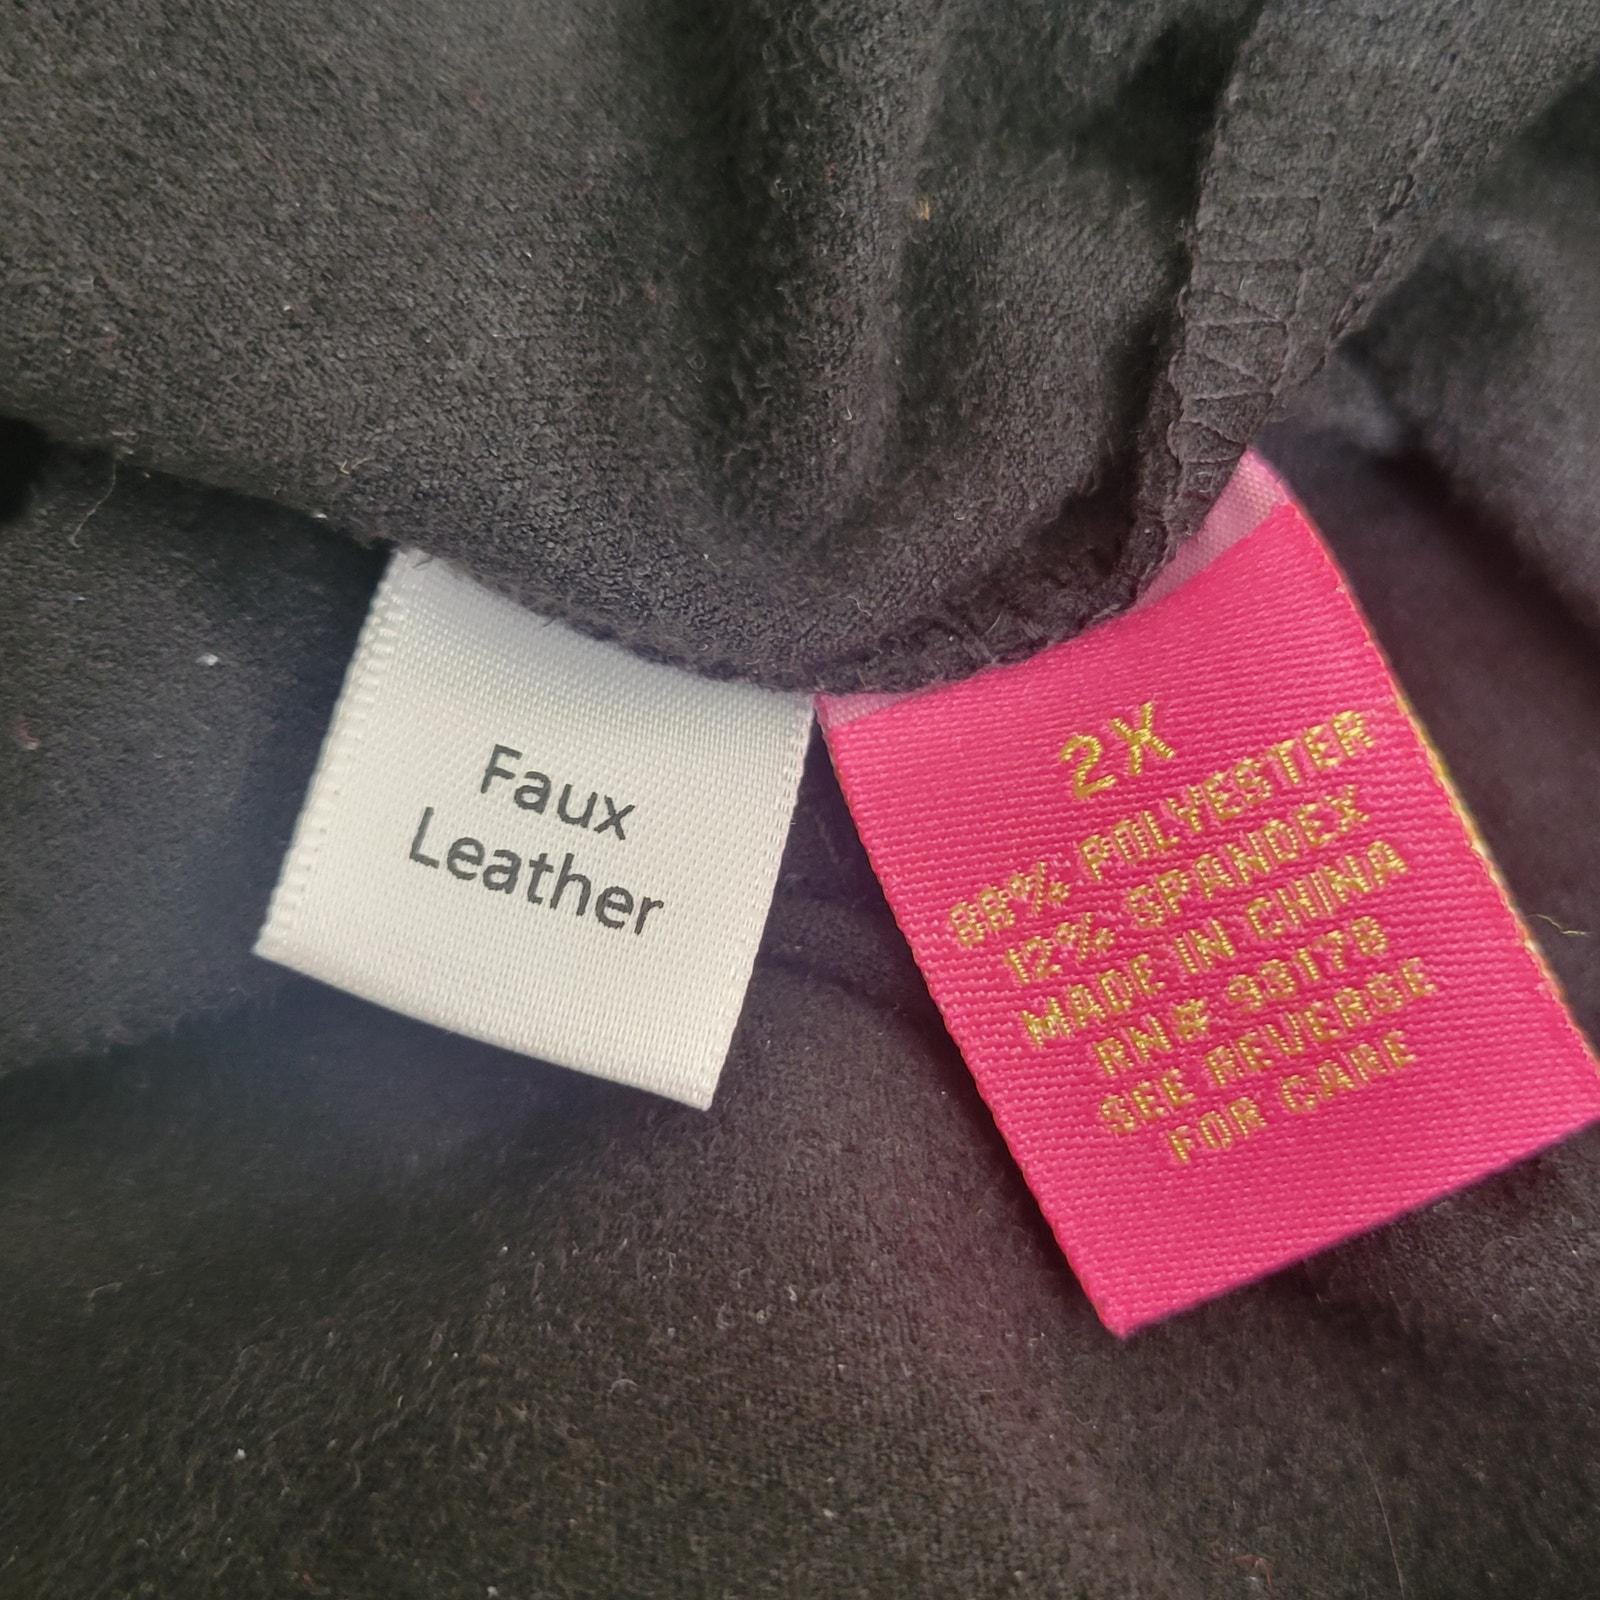 Faux
Leather
2X
88% POLYESTER
12% SPANDEX
MADE IN CHINA
RN# 93178
SEE REVERSE
FOR CARE